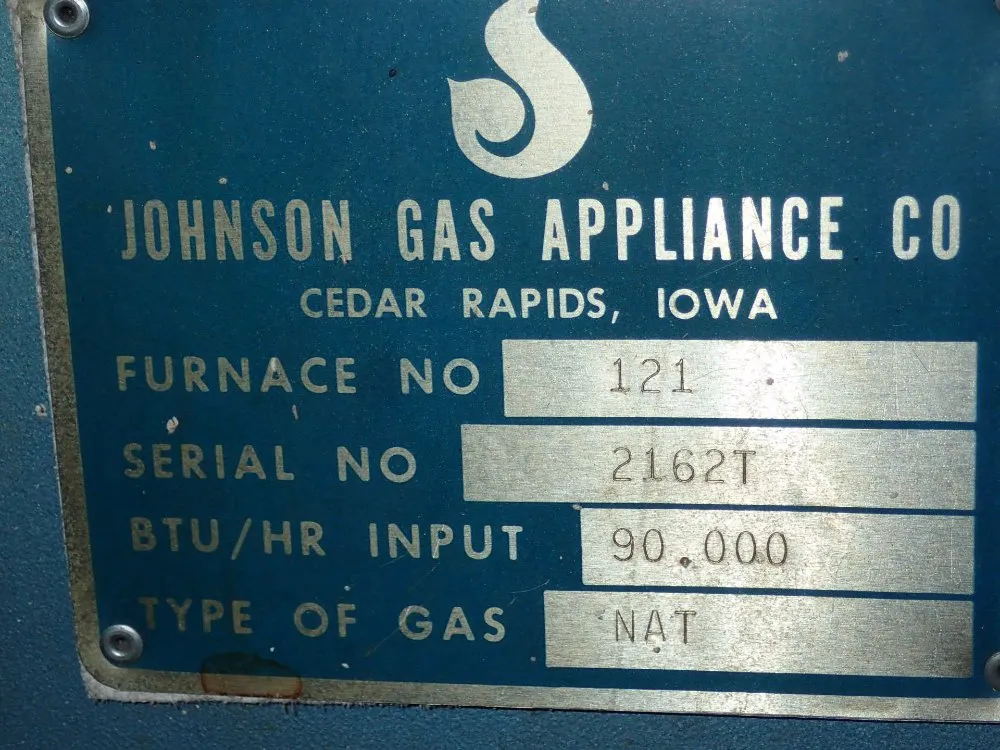 JOHNSON GAS APPLIANCE CO
CEDAR RAPIDS, IOWA
FURNACE NO 121
SERIAL NO 2162T
BTU/HR INPUT 90.000
TYPE OF GAS NAT